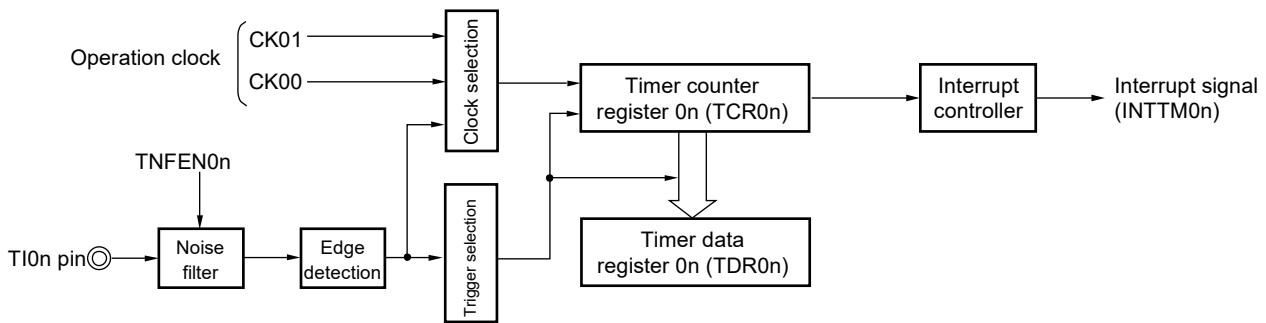 Operation clock
CK01
CK00
Clock selection
Timer counter
register 0n (TCR0n)
Interrupt
controller
Interrupt signal
(INTTM0n)
TNFEN0n
TI0n pin
Noise
filter
Edge
detection
Trigger selection
Timer data
register 0n (TDR0n)